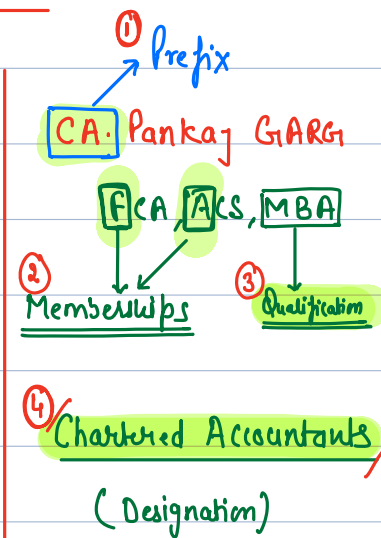 ① Prefix
CA. Pankaj GARG
FCA, ACS, MBA
② Memberships ③ Qualification
④ Chartered Accountants
(Designation)